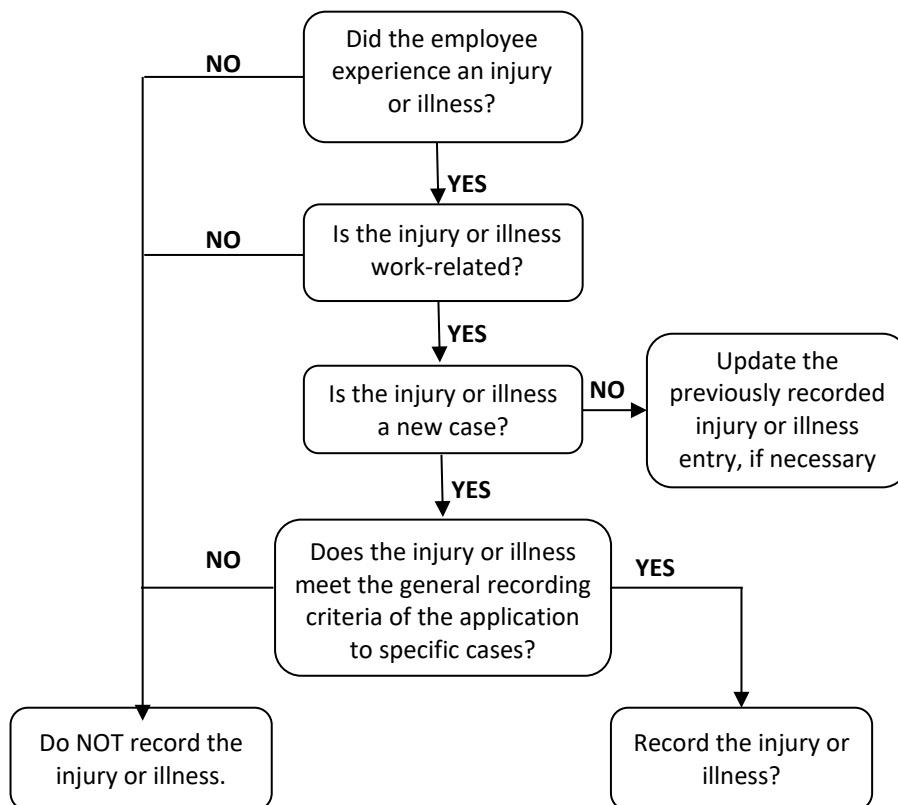 Did the employee
experience an injury
or illness?
NO
YES
Is the injury or illness
work-related?
NO
YES
Is the injury or illness
a new case?
NO
Update the
previously recorded
injury or illness
entry, if necessary
YES
Does the injury or illness
meet the general recording
criteria of the application
to specific cases?
NO
YES
Do NOT record the
injury or illness.
Record the injury or
illness?